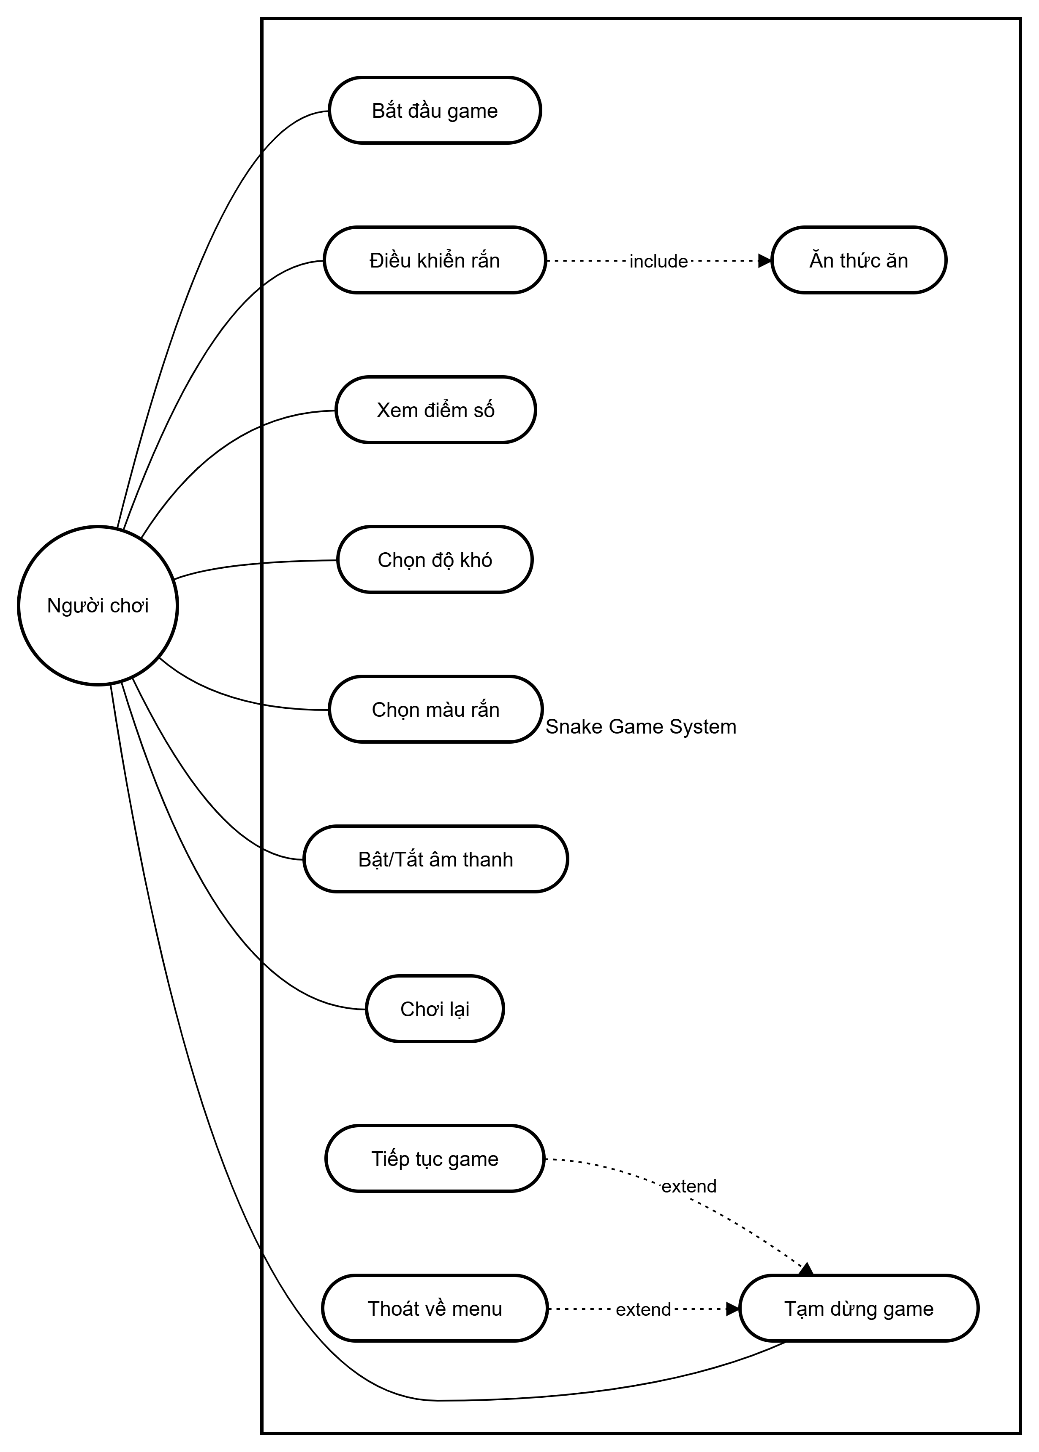 Bắt đầu game
Điều khiển rắn
include
Ăn thức ăn
Xem điểm số
Chọn độ khó
Người chơi
Chọn màu rắn
Snake Game System
Bật/Tắt âm thanh
Chơi lại
Tiếp tục game
extend
Thoát về menu
extend
Tạm dừng game